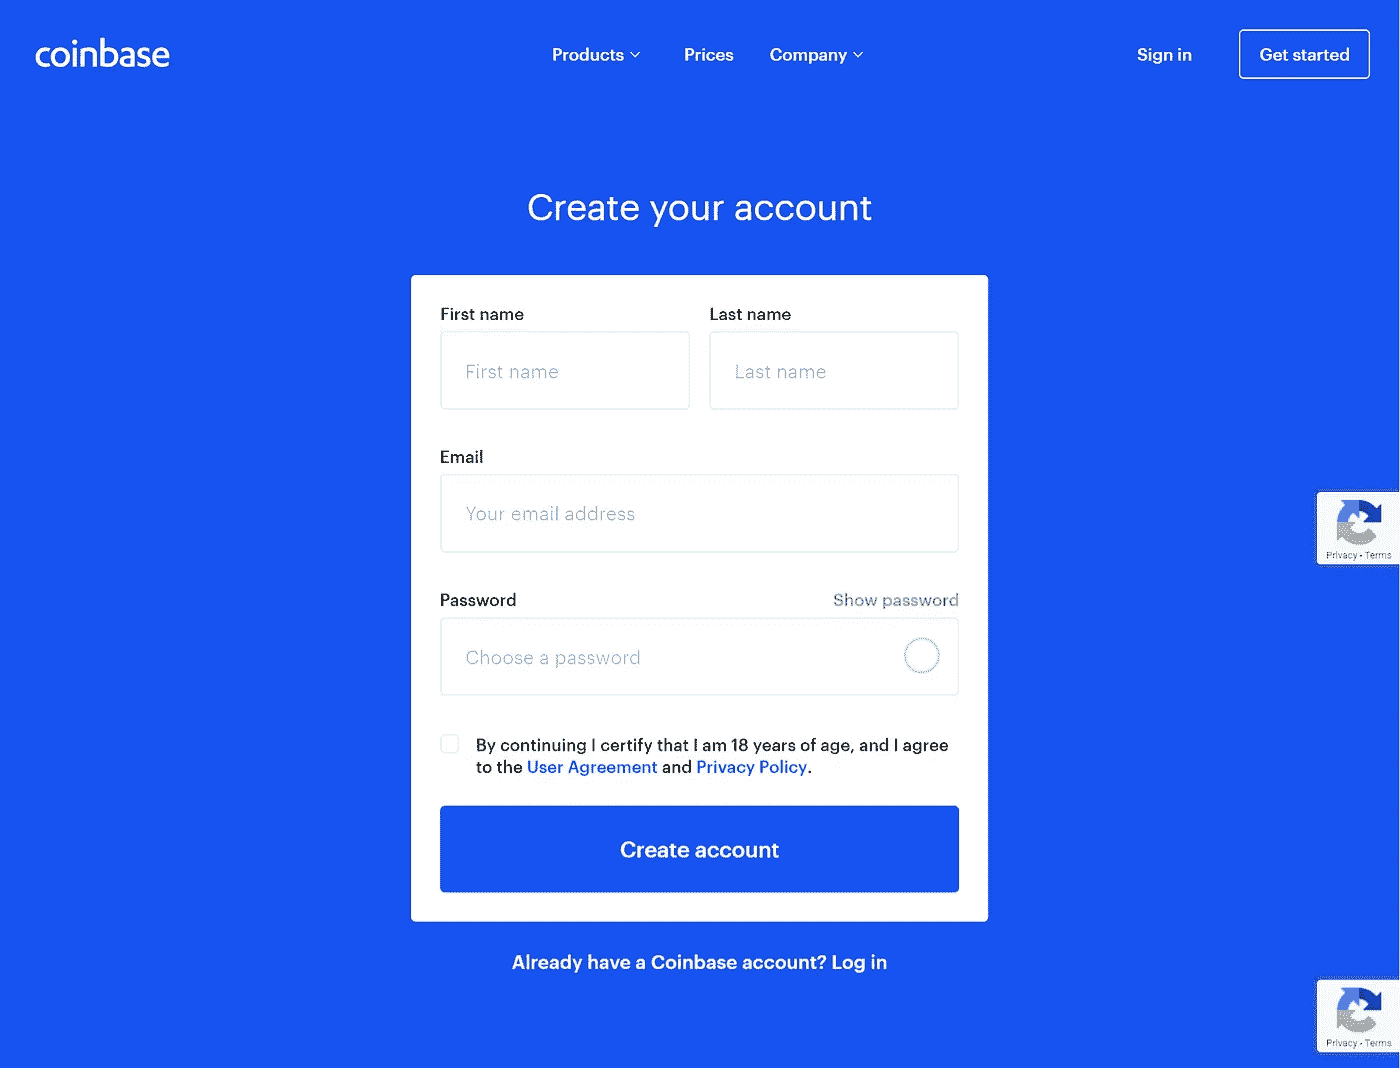 coinbase
Products Prices Company
Sign in Get started
Create your account
First name Last name
First name Last name
Email
Your email address
Password Show password
Choose a password
By continuing I certify that I am 18 years of age, and I agree
to the User Agreement and Privacy Policy.
Create account
Already have a Coinbase account? Log in
Privacy - Terms
Privacy - Terms